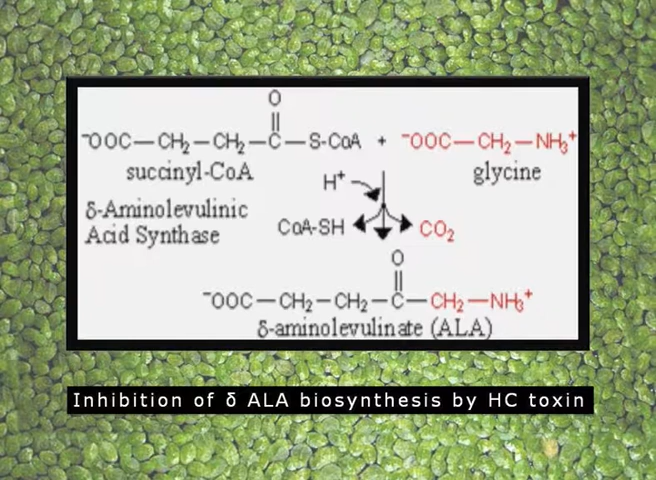 O
⁻OOC—CH₂—CH₂—C—S-CoA + ⁻OOC—CH₂—NH₃⁺
succinyl-CoA glycine
H⁺
δ-Aminolevulinic
Acid Synthase
CoA-SH CO₂
O
⁻OOC—CH₂—CH₂—C—CH₂—NH₃⁺
δ-aminolevulinate (ALA)
Inhibition of δ ALA biosynthesis by HC toxin